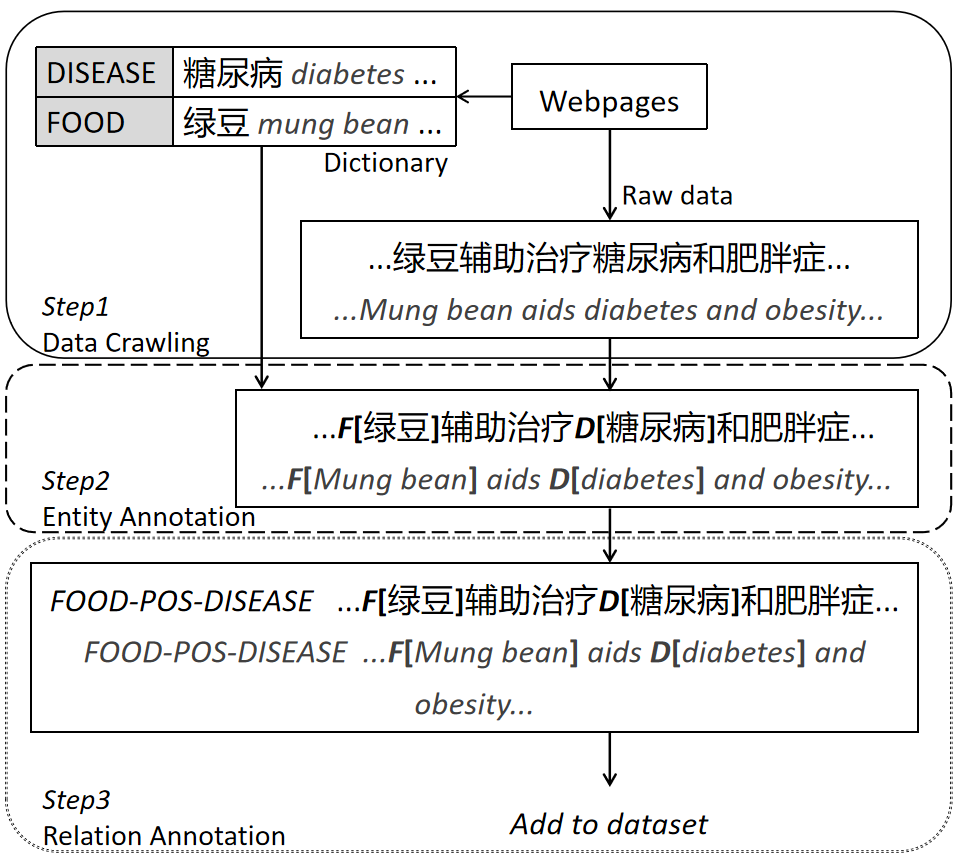 DISEASE 糖尿病 diabetes ...
FOOD 绿豆 mung bean ...
Dictionary
Webpages
Raw data
...绿豆辅助治疗糖尿病和肥胖症...
...Mung bean aids diabetes and obesity...
Step1
Data Crawling
...F[绿豆]辅助治疗D[糖尿病]和肥胖症...
...F[Mung bean] aids D[diabetes] and obesity...
Step2
Entity Annotation
FOOD-POS-DISEASE ...F[绿豆]辅助治疗D[糖尿病]和肥胖症...
FOOD-POS-DISEASE ...F[Mung bean] aids D[diabetes] and
obesity...
Step3
Relation Annotation
Add to dataset